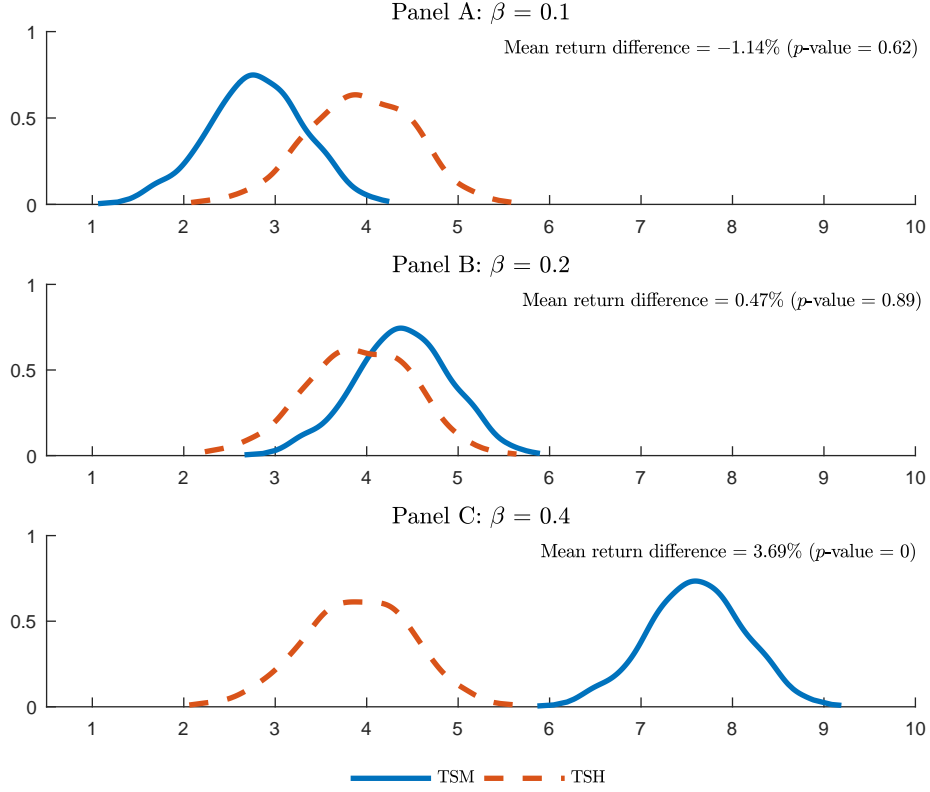 Panel A: β = 0.1
Mean return difference = −1.14% (p-value = 0.62)
1
0.5
0
1 2 3 4 5 6 7 8 9 10
Panel B: β = 0.2
Mean return difference = 0.47% (p-value = 0.89)
1
0.5
0
1 2 3 4 5 6 7 8 9 10
Panel C: β = 0.4
Mean return difference = 3.69% (p-value = 0)
1
0.5
0
1 2 3 4 5 6 7 8 9 10
TSM TSH